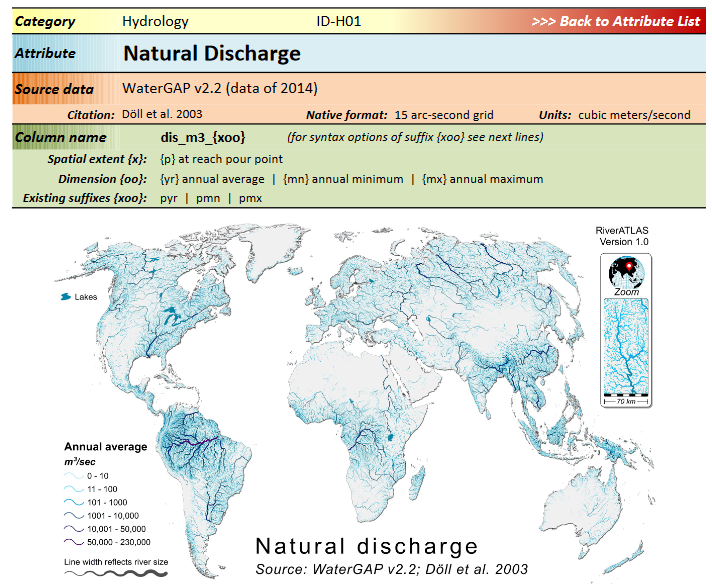 Category Hydrology ID-H01 >>> Back to Attribute List
Attribute Natural Discharge
Source data WaterGAP v2.2 (data of 2014)
Citation: Döll et al. 2003 Native format: 15 arc-second grid Units: cubic meters/second
Column name dis_m3_{xoo} (for syntax options of suffix {xoo} see next lines)
Spatial extent {x}: {p} at reach pour point
Dimension {oo}: {yr} annual average | {mn} annual minimum | {mx} annual maximum
Existing suffixes {xoo}: pyr | pmn | pmx
RiverATLAS
Version 1.0
Zoom
70 km
Lakes
Annual average
m³/sec
0 - 10
11 - 100
101 - 1000
1001 - 10,000
10,001 - 50,000
50,000 - 230,000
Line width reflects river size
Natural discharge
Source: WaterGAP v2.2; Döll et al. 2003